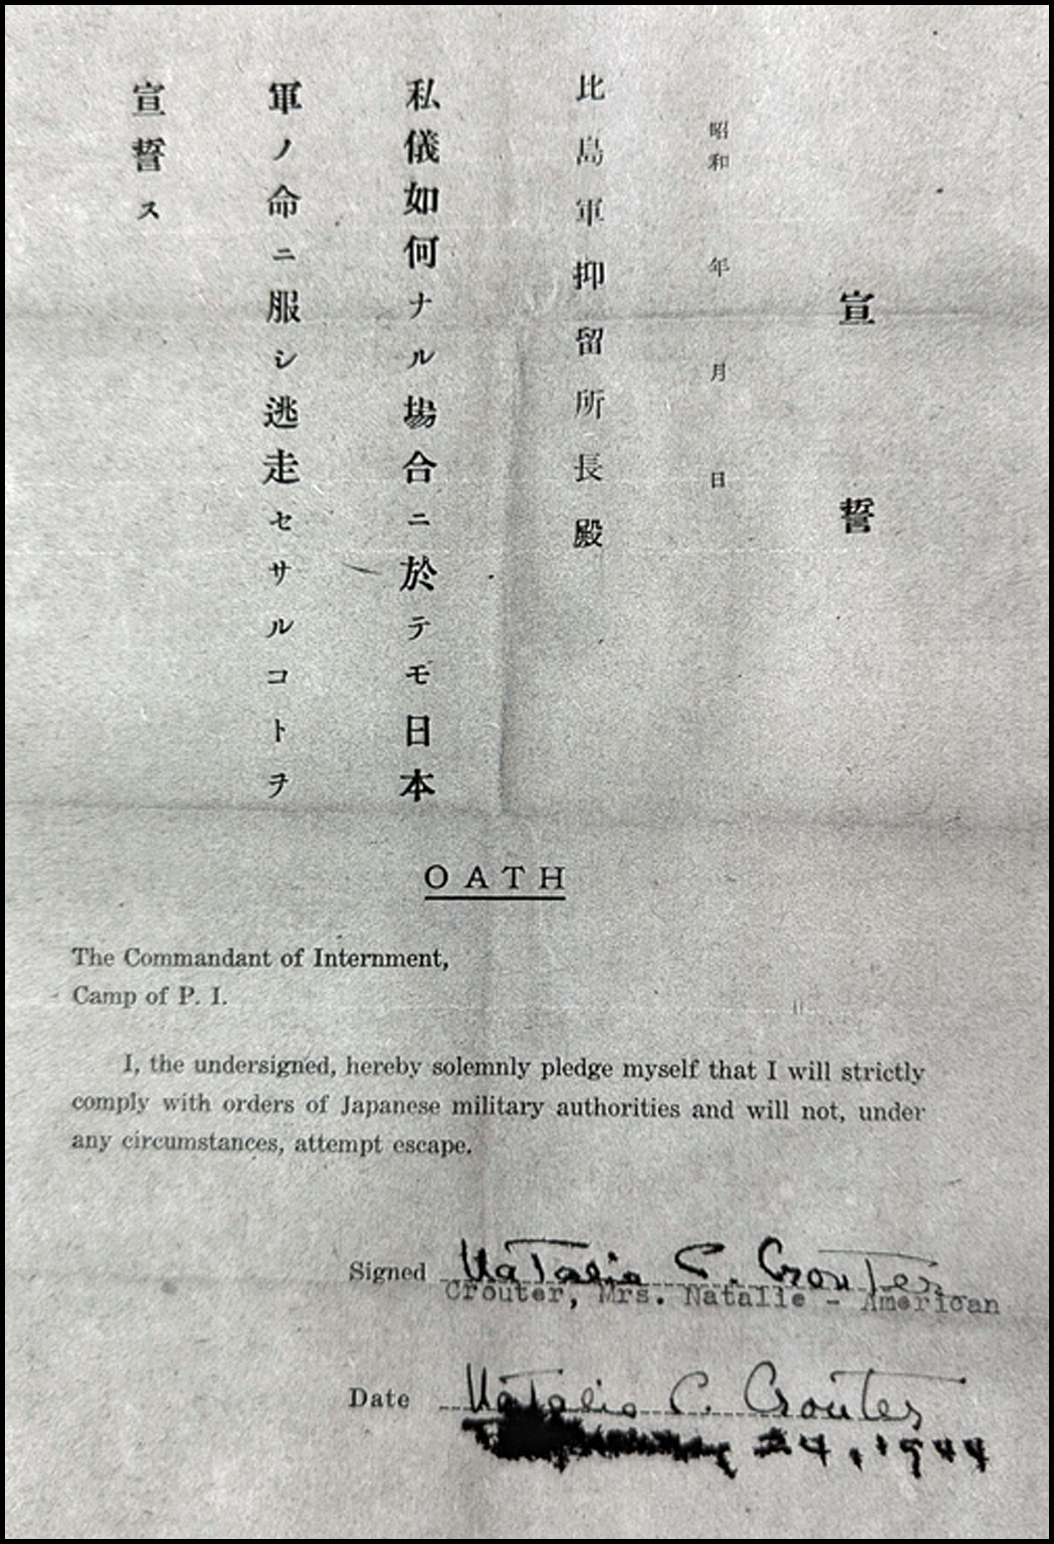 宣誓
昭和 年 月 日
比島軍抑留所長殿
私儀如何ナル場合ニ於テモ日本
軍ノ命ニ服シ逃走セサルコトヲ
宣誓ス
OATH
The Commandant of Internment,
Camp of P. I.
I, the undersigned, hereby solemnly pledge myself that I will strictly
comply with orders of Japanese military authorities and will not, under
any circumstances, attempt escape.
Signed Natalie C. Crouter
Crouter, Mrs. Natalie - American
Date Natalie C. Crouter
24, 1944